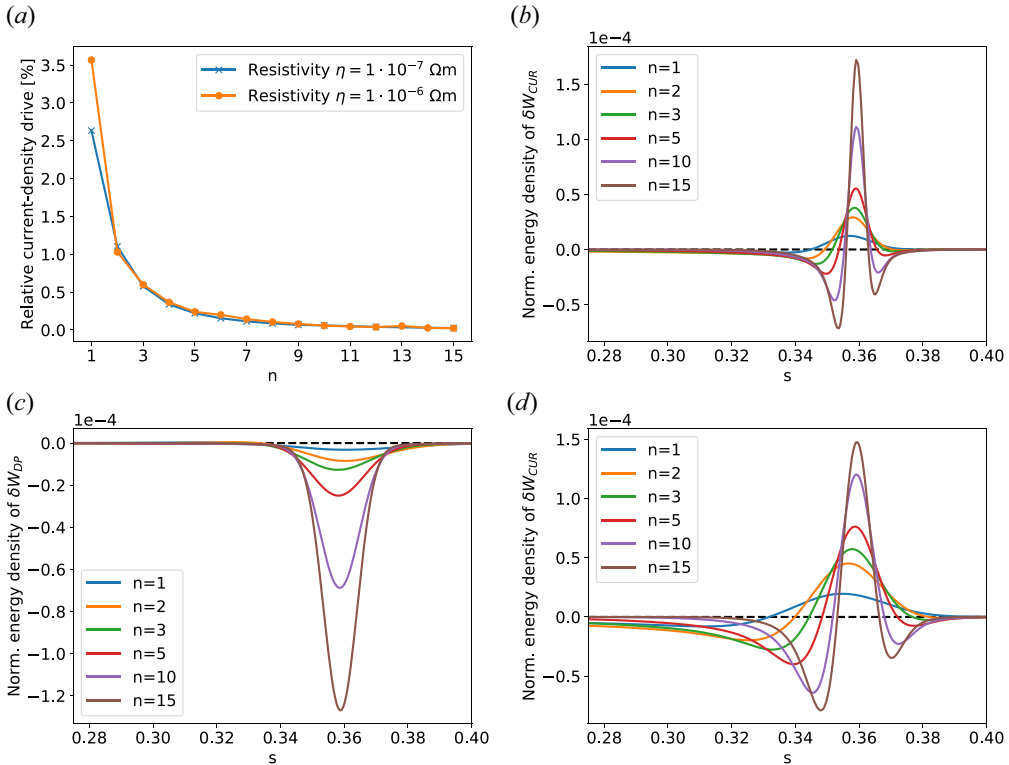 (a)
Relative current-density drive [%]
3.5
3.0
2.5
2.0
1.5
1.0
0.5
0.0
Resistivity η = 1 · 10⁻⁷ Ωm
Resistivity η = 1 · 10⁻⁶ Ωm
1 3 5 7 9 11 13 15
n
(b)
1e−4
Norm. energy density of δW_CUR
1.5
1.0
0.5
0.0
−0.5
n=1
n=2
n=3
n=5
n=10
n=15
0.28 0.30 0.32 0.34 0.36 0.38 0.40
s
(c)
1e−4
Norm. energy density of δW_DP
0.0
−0.2
−0.4
−0.6
−0.8
−1.0
−1.2
n=1
n=2
n=3
n=5
n=10
n=15
0.28 0.30 0.32 0.34 0.36 0.38 0.40
s
(d)
1e−4
Norm. energy density of δW_CUR
1.5
1.0
0.5
0.0
−0.5
n=1
n=2
n=3
n=5
n=10
n=15
0.28 0.30 0.32 0.34 0.36 0.38 0.40
s